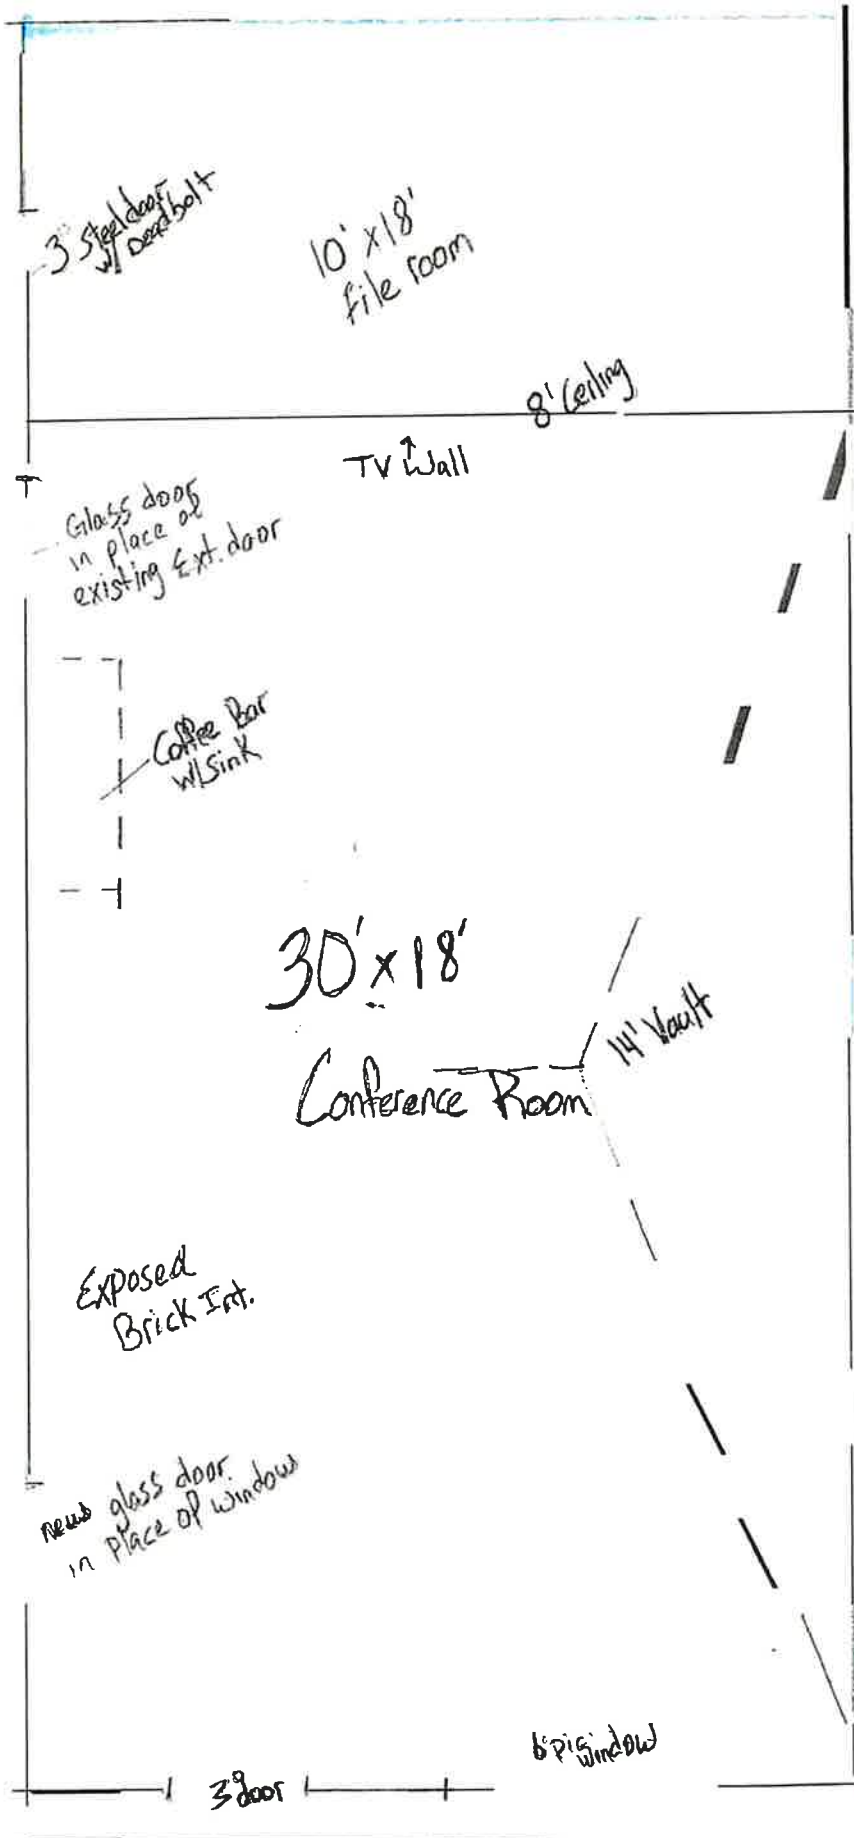 3' Steel door
w/ Deadbolt
10' x 18'
file room
8' Ceiling
TV Wall
Glass door
in place of
existing Ext. door
Coffee Bar
w/ Sink
30' x 18'
14' Vault
Conference Room
Exposed
Brick Int.
new glass door
in place of window
6' pic
window
3' door